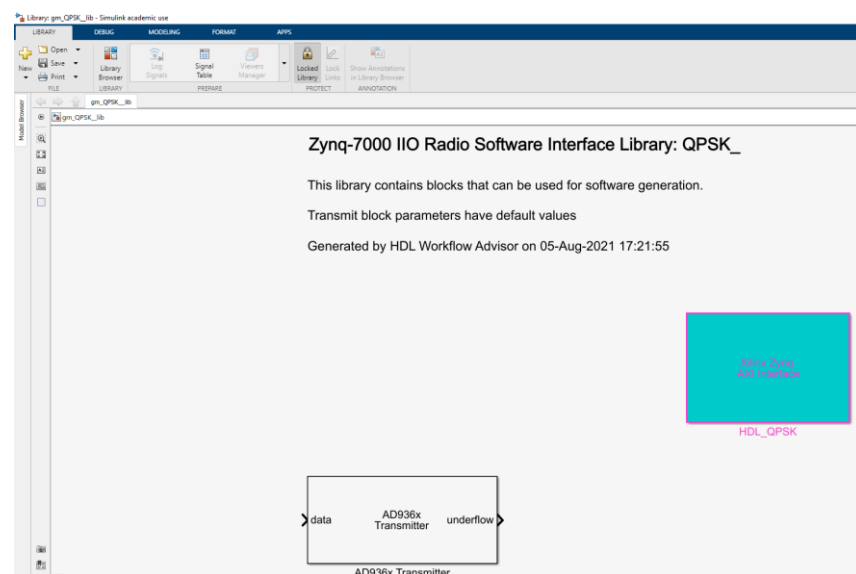 Library: gm_QPSK__lib - Simulink academic use
LIBRARY DEBUG MODELING FORMAT APPS
New
Open
Save
Print
FILE
Library
Browser
LIBRARY
Log
Signals
Signal
Table
Viewers
Manager
PREPARE
Locked
Library
Lock
Links
PROTECT
Show Annotations
in Library Browser
ANNOTATION
Model Browser
gm_QPSK__lib
gm_QPSK__lib
Zynq-7000 IIO Radio Software Interface Library: QPSK_
This library contains blocks that can be used for software generation.
Transmit block parameters have default values
Generated by HDL Workflow Advisor on 05-Aug-2021 17:21:55
Xilinx Zynq
AXI Interface
HDL_QPSK
data
AD936x
Transmitter
underflow
AD936x Transmitter